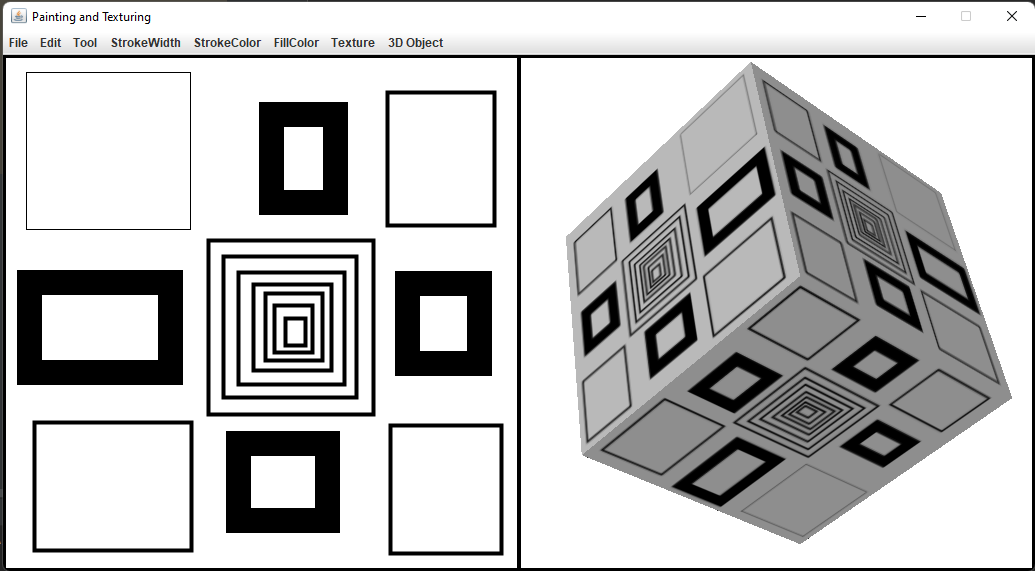 Painting and Texturing
File Edit Tool StrokeWidth StrokeColor FillColor Texture 3D Object